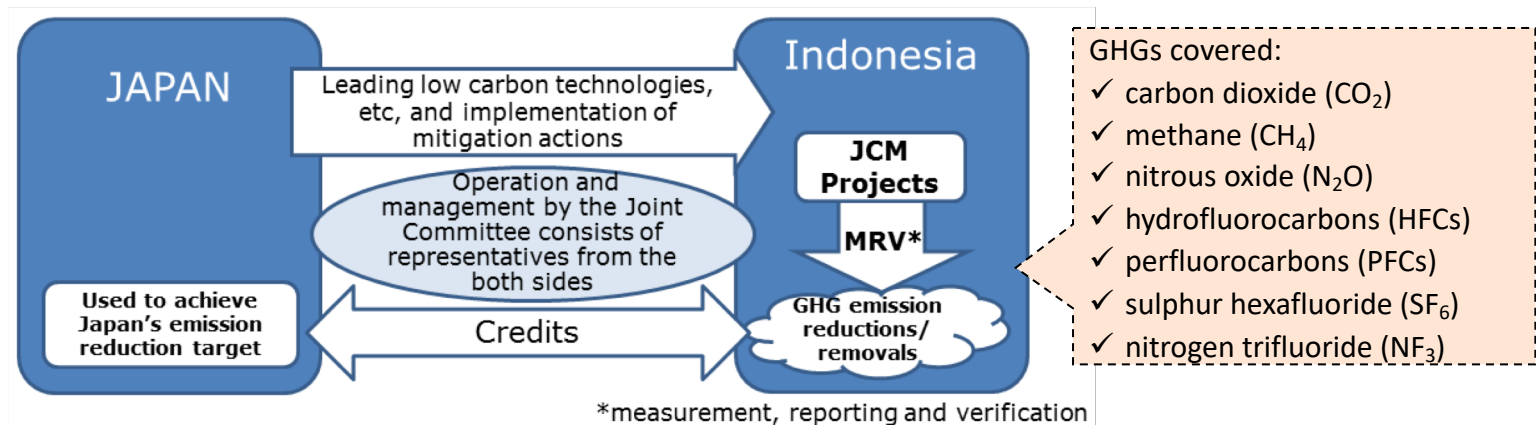 JAPAN
Leading low carbon technologies,
etc, and implementation of
mitigation actions
Operation and
management by the Joint
Committee consists of
representatives from the
both sides
Used to achieve
Japan's emission
reduction target
Credits
Indonesia
JCM
Projects
MRV*
GHG emission
reductions/
removals
*measurement, reporting and verification
GHGs covered:
✓ carbon dioxide (CO₂)
✓ methane (CH₄)
✓ nitrous oxide (N₂O)
✓ hydrofluorocarbons (HFCs)
✓ perfluorocarbons (PFCs)
✓ sulphur hexafluoride (SF₆)
✓ nitrogen trifluoride (NF₃)